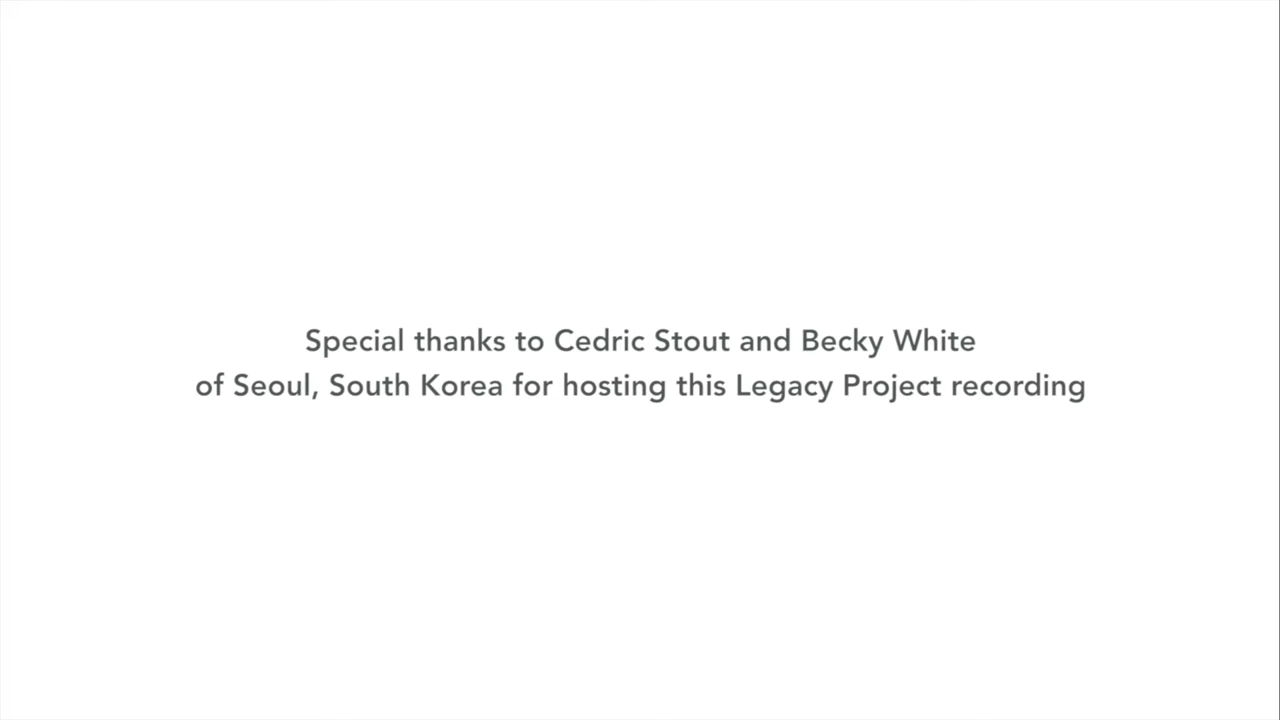 Special thanks to Cedric Stout and Becky White
of Seoul, South Korea for hosting this Legacy Project recording